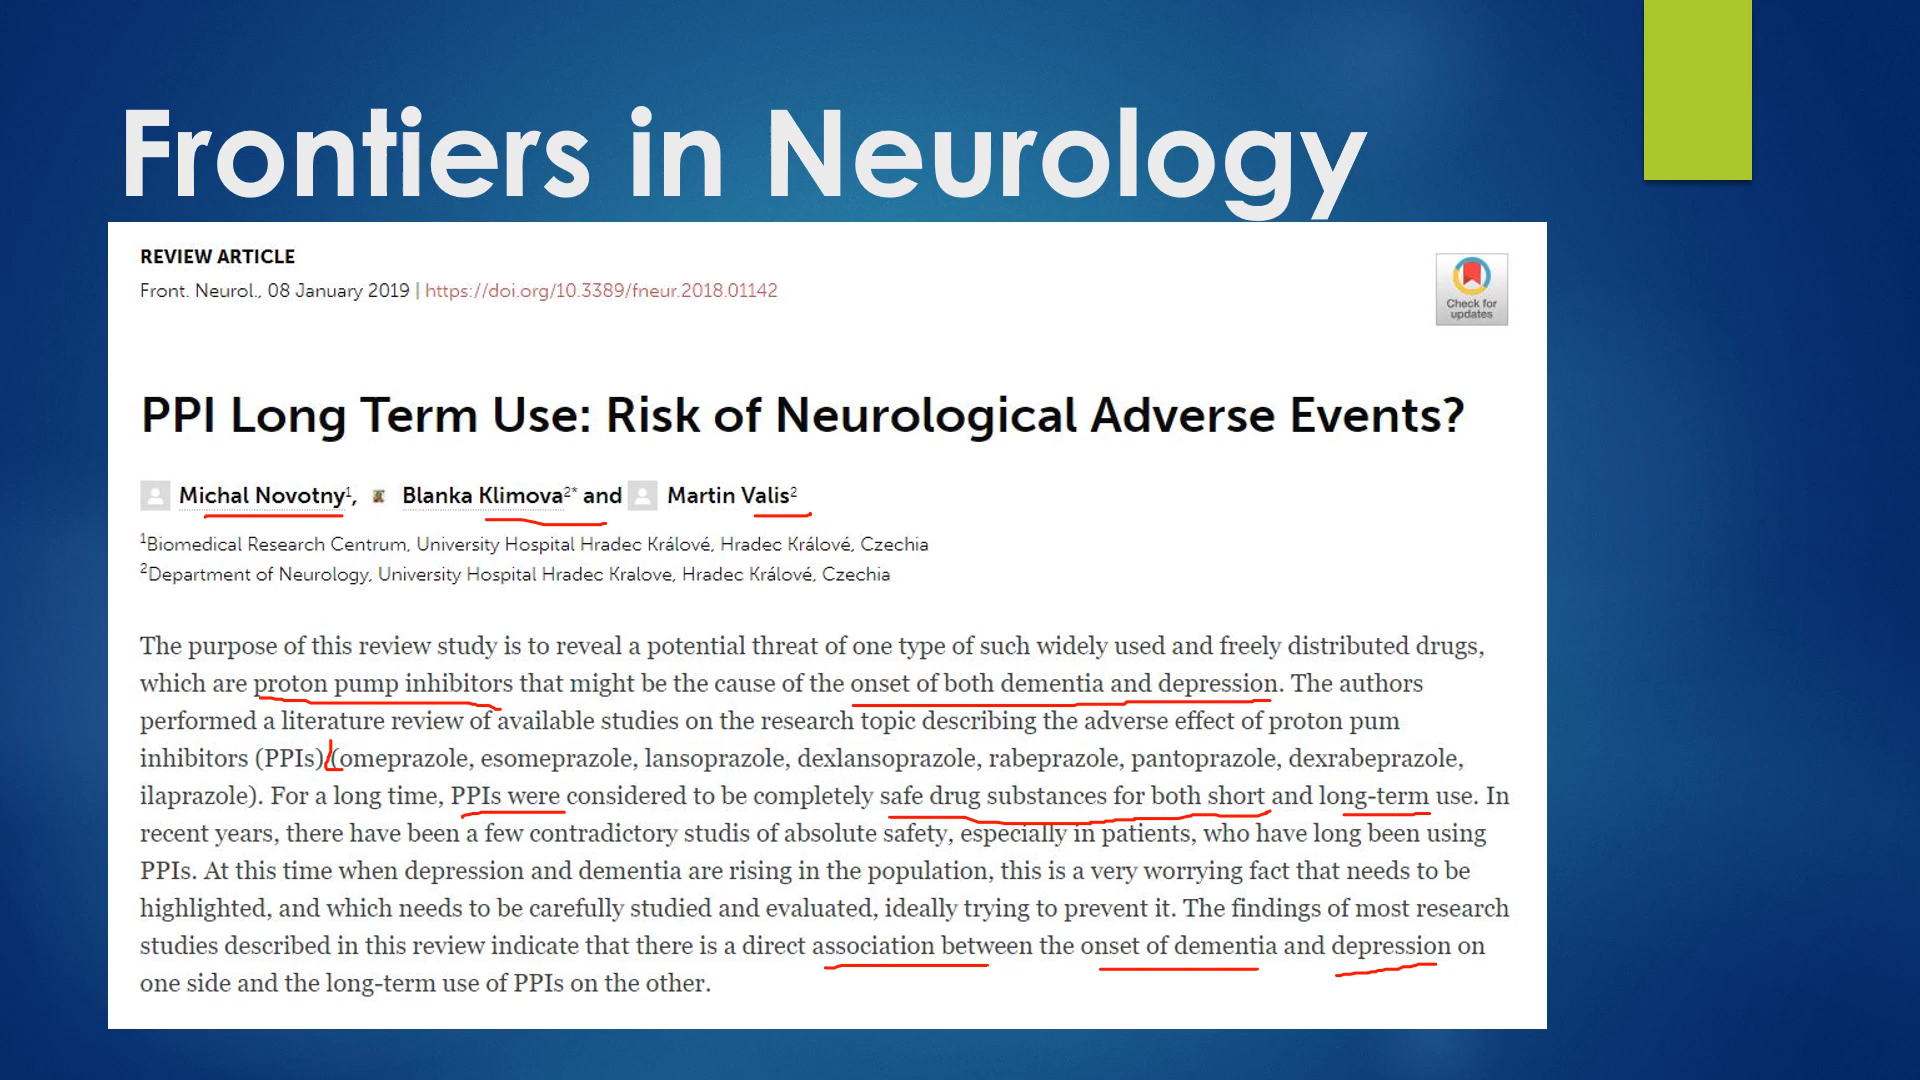 Frontiers in Neurology
REVIEW ARTICLE
Front. Neurol., 08 January 2019 | https://doi.org/10.3389/fneur.2018.01142
Check for
updates
PPI Long Term Use: Risk of Neurological Adverse Events?
Michal Novotny1, Blanka Klimova2* and Martin Valis2
1Biomedical Research Centrum, University Hospital Hradec Králové, Hradec Králové, Czechia
2Department of Neurology, University Hospital Hradec Kralove, Hradec Králové, Czechia
The purpose of this review study is to reveal a potential threat of one type of such widely used and freely distributed drugs,
which are proton pump inhibitors that might be the cause of the onset of both dementia and depression. The authors
performed a literature review of available studies on the research topic describing the adverse effect of proton pum
inhibitors (PPIs) (omeprazole, esomeprazole, lansoprazole, dexlansoprazole, rabeprazole, pantoprazole, dexrabeprazole,
ilaprazole). For a long time, PPIs were considered to be completely safe drug substances for both short and long-term use. In
recent years, there have been a few contradictory studis of absolute safety, especially in patients, who have long been using
PPIs. At this time when depression and dementia are rising in the population, this is a very worrying fact that needs to be
highlighted, and which needs to be carefully studied and evaluated, ideally trying to prevent it. The findings of most research
studies described in this review indicate that there is a direct association between the onset of dementia and depression on
one side and the long-term use of PPIs on the other.